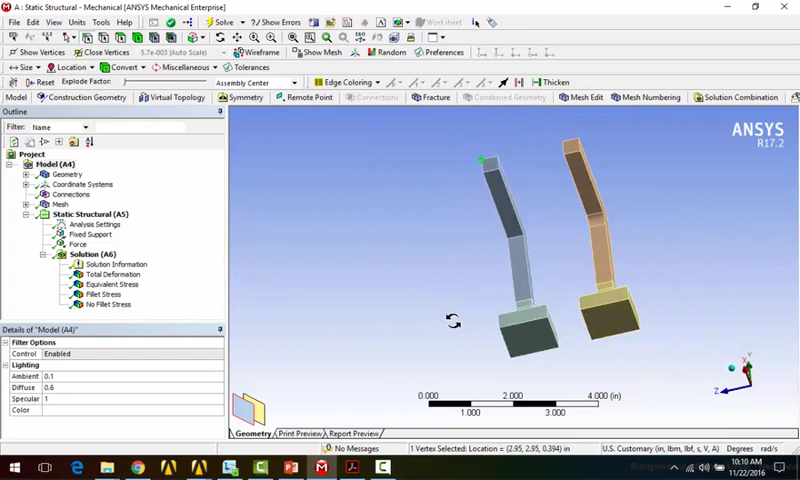 A : Static Structural - Mechanical [ANSYS Mechanical Enterprise]
File Edit View Units Tools Help Solve Show Errors Worksheet
Show Vertices Close Vertices 5.7e-003 (Auto Scale) Wireframe Show Mesh Random Preferences
Size Location Convert Miscellaneous Tolerances
Reset Explode Factor: Assembly Center Edge Coloring Thicken
Model Construction Geometry Virtual Topology Symmetry Remote Point Connections Fracture Condensed Geometry Mesh Edit Mesh Numbering Solution Combination
Outline
Filter: Name
Project
Model (A4)
Geometry
Coordinate Systems
Connections
Mesh
Static Structural (A5)
Analysis Settings
Fixed Support
Force
Solution (A6)
Solution Information
Total Deformation
Equivalent Stress
Fillet Stress
No Fillet Stress
Details of "Model (A4)"
Filter Options
Control Enabled
Lighting
Ambient 0.1
Diffuse 0.6
Specular 1
Color
ANSYS
R17.2
0.000 2.000 4.000 (in)
1.000 3.000
Y
X
Z
Geometry Print Preview Report Preview
No Messages 1 Vertex Selected: Location = (2.95, 2.95, 0.394) in U.S. Customary (in, lbm, lbf, s, V, A) Degrees rad/s
10:10 AM
11/22/2016